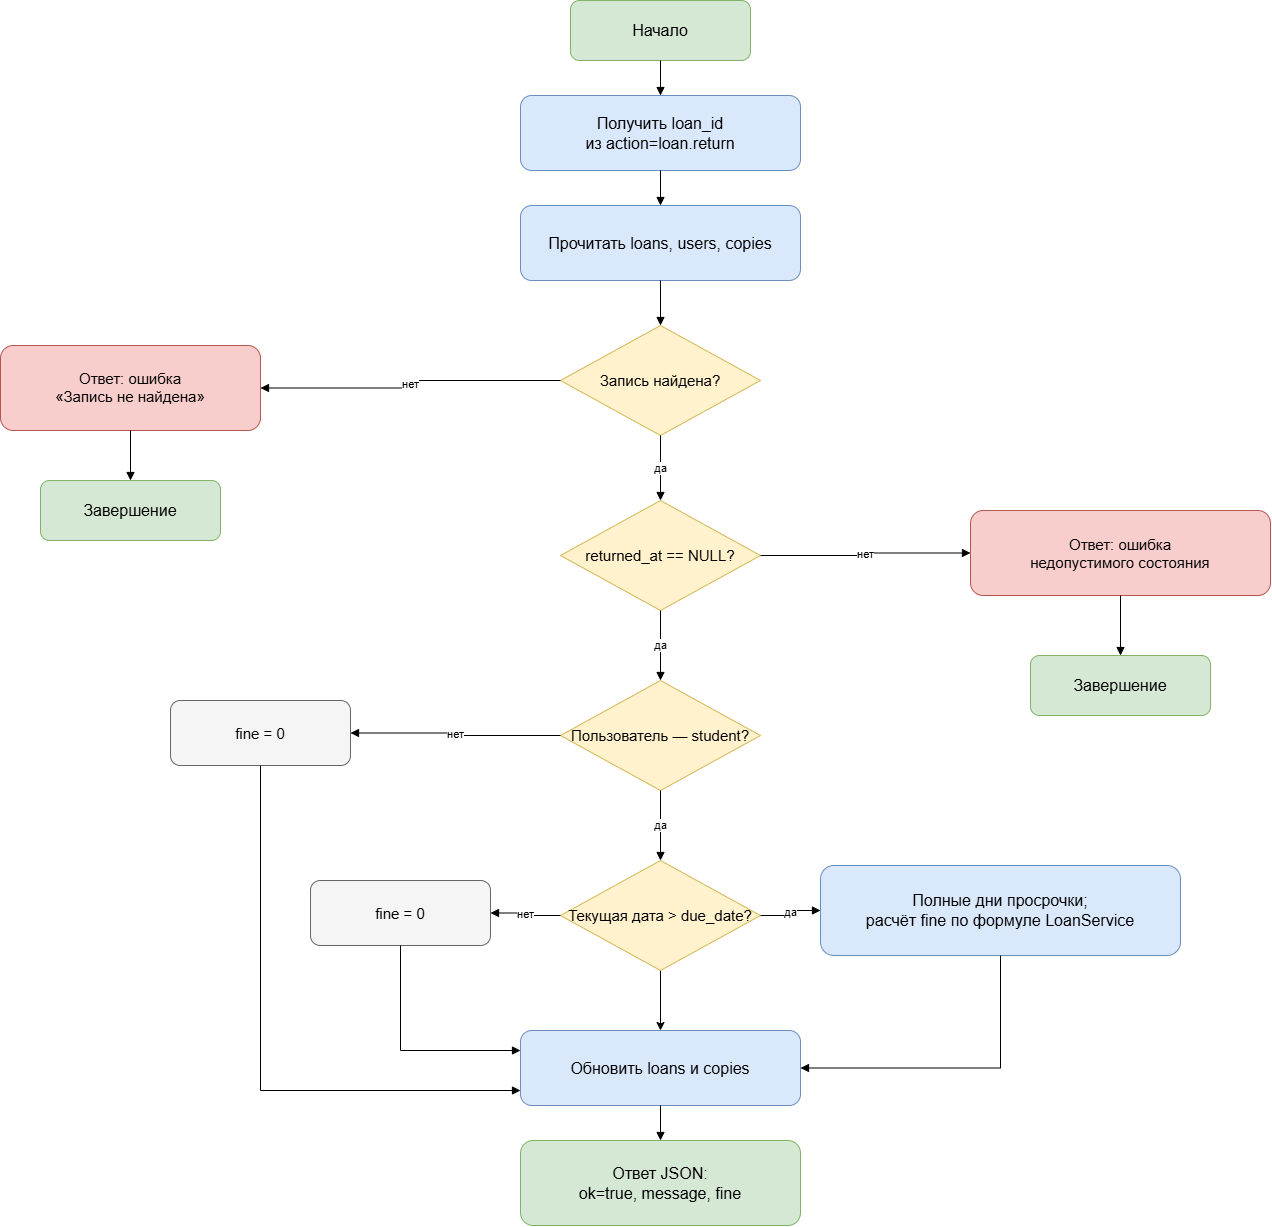 Начало
Получить loan_id
из action=loan.return
Прочитать loans, users, copies
Запись найдена?
нет
Ответ: ошибка
«Запись не найдена»
Завершение
да
returned_at == NULL?
нет
Ответ: ошибка
недопустимого состояния
Завершение
да
Пользователь — student?
нет
fine = 0
да
Текущая дата > due_date?
нет
fine = 0
да
Полные дни просрочки;
расчёт fine по формуле LoanService
Обновить loans и copies
Ответ JSON:
ok=true, message, fine